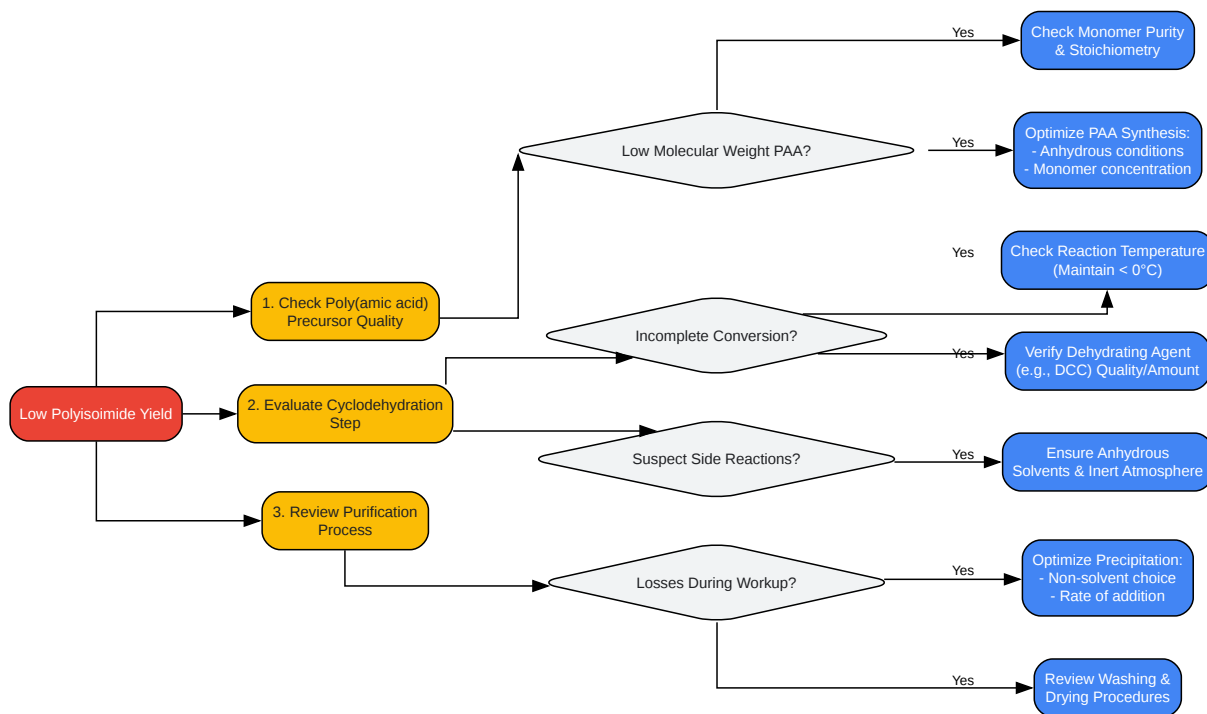 Yes
Check Monomer Purity
& Stoichiometry
Low Molecular Weight PAA?
Yes
Optimize PAA Synthesis:
- Anhydrous conditions
- Monomer concentration
Yes
Check Reaction Temperature
(Maintain < 0°C)
1. Check Poly(amic acid)
Precursor Quality
Incomplete Conversion?
Yes
Verify Dehydrating Agent
(e.g., DCC) Quality/Amount
Low Polyisoimide Yield
2. Evaluate Cyclodehydration
Step
Suspect Side Reactions?
Yes
Ensure Anhydrous
Solvents & Inert Atmosphere
3. Review Purification
Process
Losses During Workup?
Yes
Optimize Precipitation:
- Non-solvent choice
- Rate of addition
Yes
Review Washing &
Drying Procedures